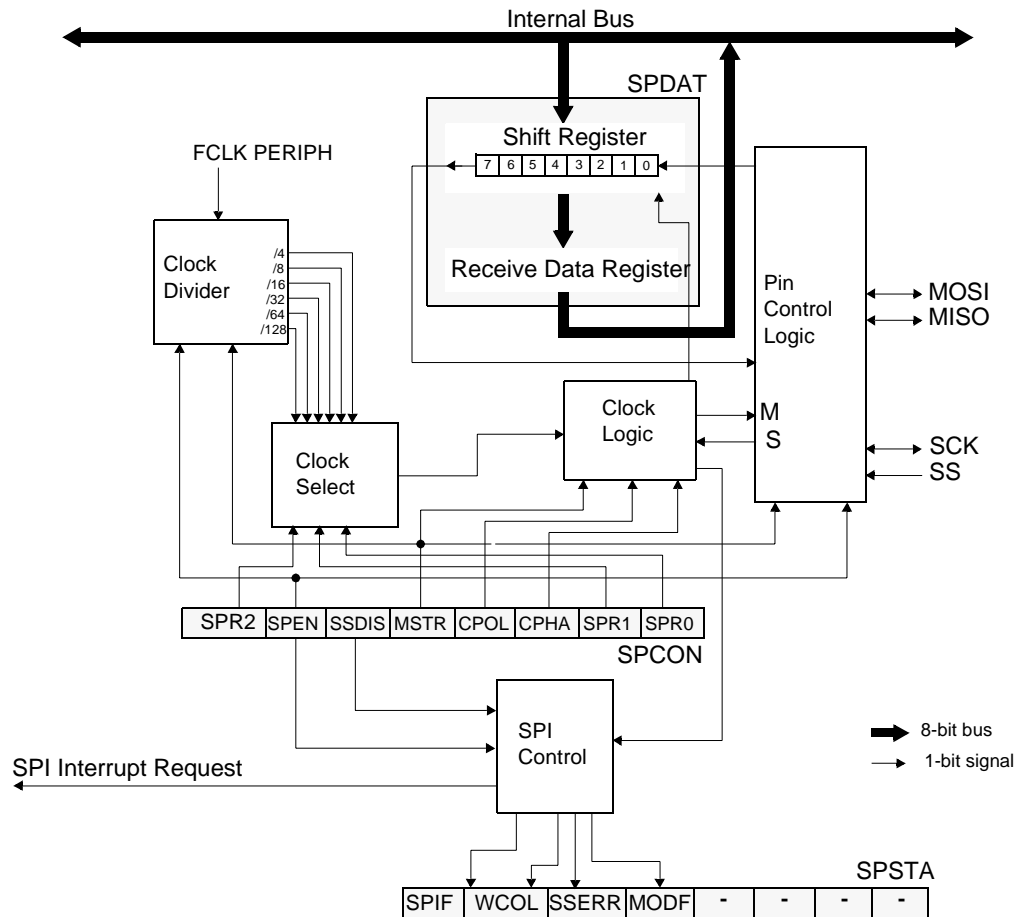 Internal Bus
SPDAT
Shift Register
FCLK PERIPH
7 6 5 4 3 2 1 0
Clock
Divider
/4
/8
/16
/32
/64
/128
Receive Data Register
Pin
Control
Logic
MOSI
MISO
Clock
Logic
M
S
SCK
SS
Clock
Select
SPR2 SPEN SSDIS MSTR CPOL CPHA SPR1 SPR0
SPCON
SPI
Control
8-bit bus
1-bit signal
SPI Interrupt Request
SPSTA
SPIF WCOL SSERR MODF - - - -